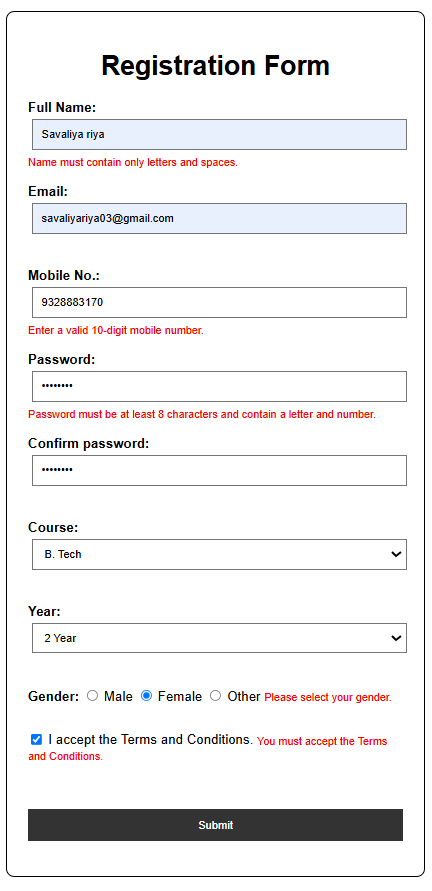 Registration Form
Full Name:
Savaliya riya
Name must contain only letters and spaces.
Email:
savaliyariya03@gmail.com
Mobile No.:
9328883170
Enter a valid 10-digit mobile number.
Password:
••••••••
Password must be at least 8 characters and contain a letter and number.
Confirm password:
••••••••
Course:
B. Tech
Year:
2 Year
Gender: Male Female Other Please select your gender.
I accept the Terms and Conditions. You must accept the Terms
and Conditions.
Submit